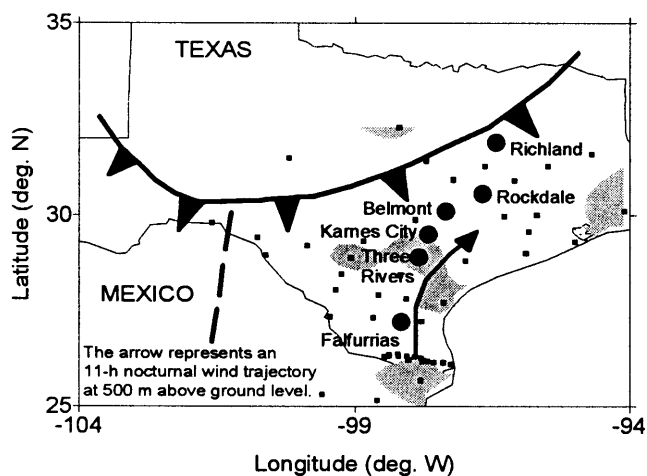 35
TEXAS
Richland
Rockdale
Belmont
Karnes City
Three
Rivers
Falfurrias
30
25
Latitude (deg. N)
MEXICO
The arrow represents an
11-h nocturnal wind trajectory
at 500 m above ground level.
-104
-99
-94
Longitude (deg. W)